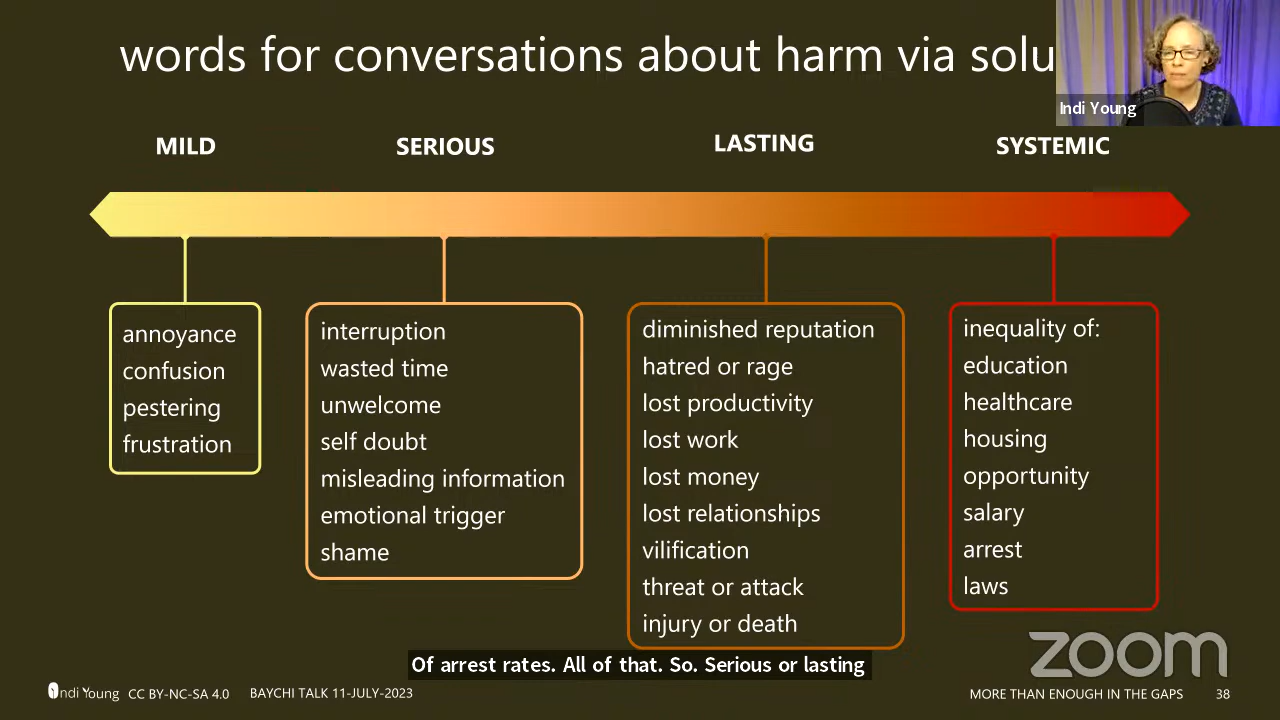 words for conversations about harm via solu
Indi Young
MILD
SERIOUS
LASTING
SYSTEMIC
annoyance
confusion
pestering
frustration
interruption
wasted time
unwelcome
self doubt
misleading information
emotional trigger
shame
diminished reputation
hatred or rage
lost productivity
lost work
lost money
lost relationships
vilification
threat or attack
injury or death
inequality of:
education
healthcare
housing
opportunity
salary
arrest
laws
Of arrest rates. All of that. So. Serious or lasting
zoom
Indi Young CC BY-NC-SA 4.0 BAYCHI TALK 11-JULY-2023 MORE THAN ENOUGH IN THE GAPS 38